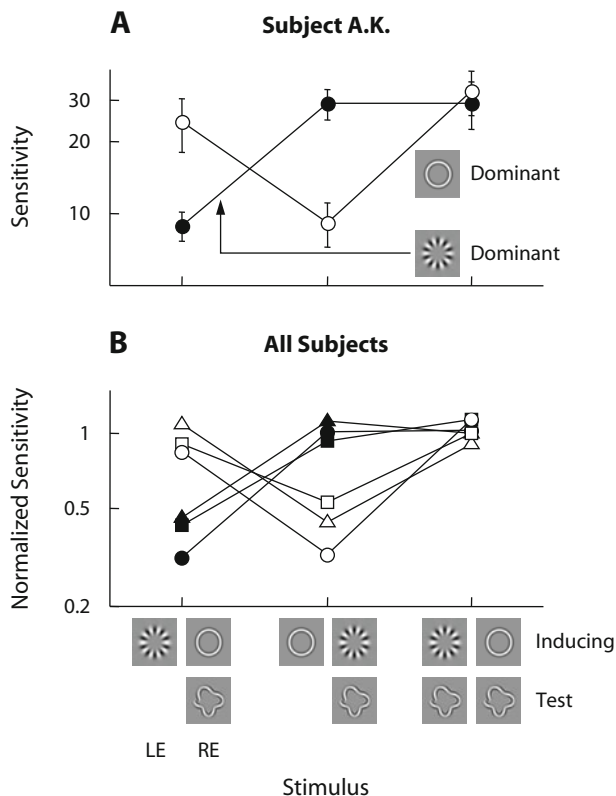 A Subject A.K.
Sensitivity
30
20
10
Dominant
Dominant
B All Subjects
Normalized Sensitivity
1
0.5
0.2
Inducing
Test
LE RE
Stimulus